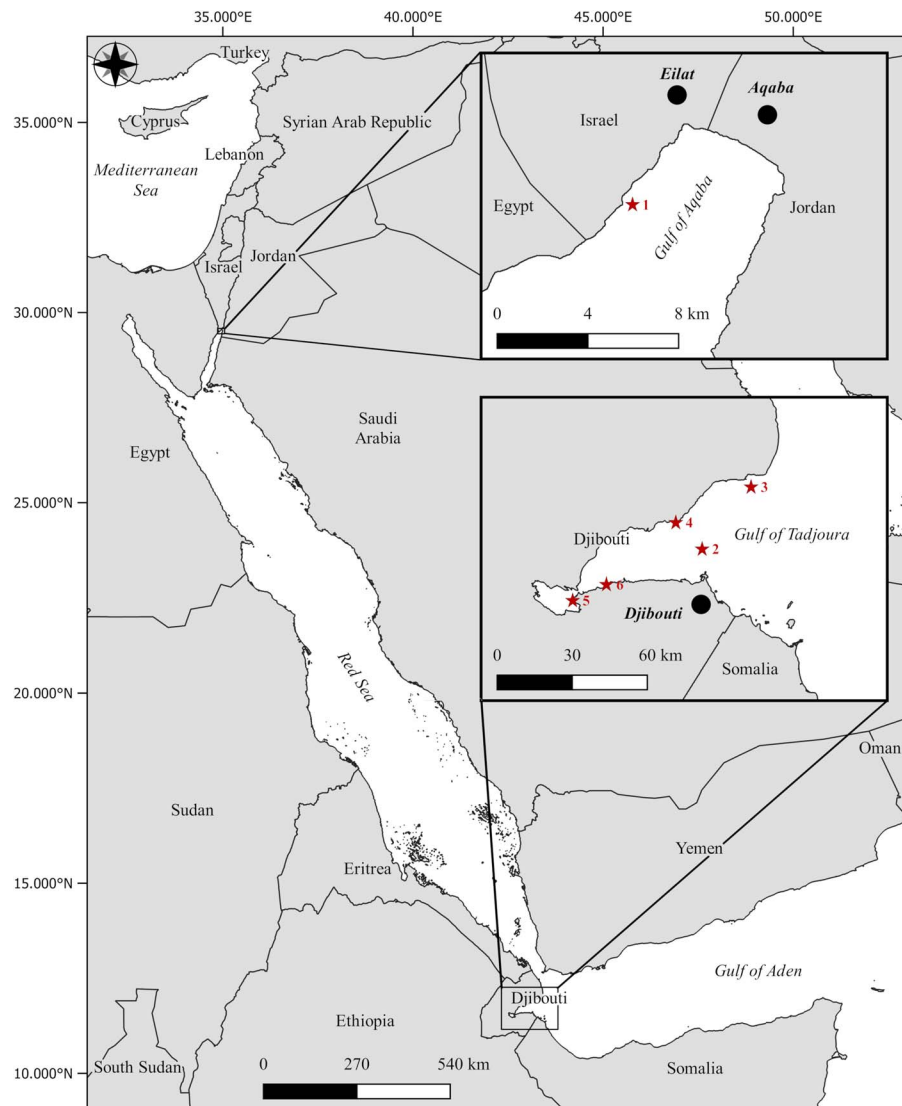 35.000°E 40.000°E 45.000°E 50.000°E
Turkey
Eilat
Aqaba
35.000°N
Cyprus
Syrian Arab Republic
Israel
Lebanon
Mediterranean
Sea
Egypt
1
Gulf of Aqaba
Jordan
Israel
Jordan
30.000°N
0 4 8 km
Saudi
Arabia
Egypt
25.000°N
3
4
Djibouti
Gulf of Tadjoura
2
6
5
Djibouti
0 30 60 km
Somalia
Red Sea
20.000°N
Oman
Sudan
Yemen
Eritrea
15.000°N
Gulf of Aden
Djibouti
Ethiopia
South Sudan
10.000°N
0 270 540 km
Somalia